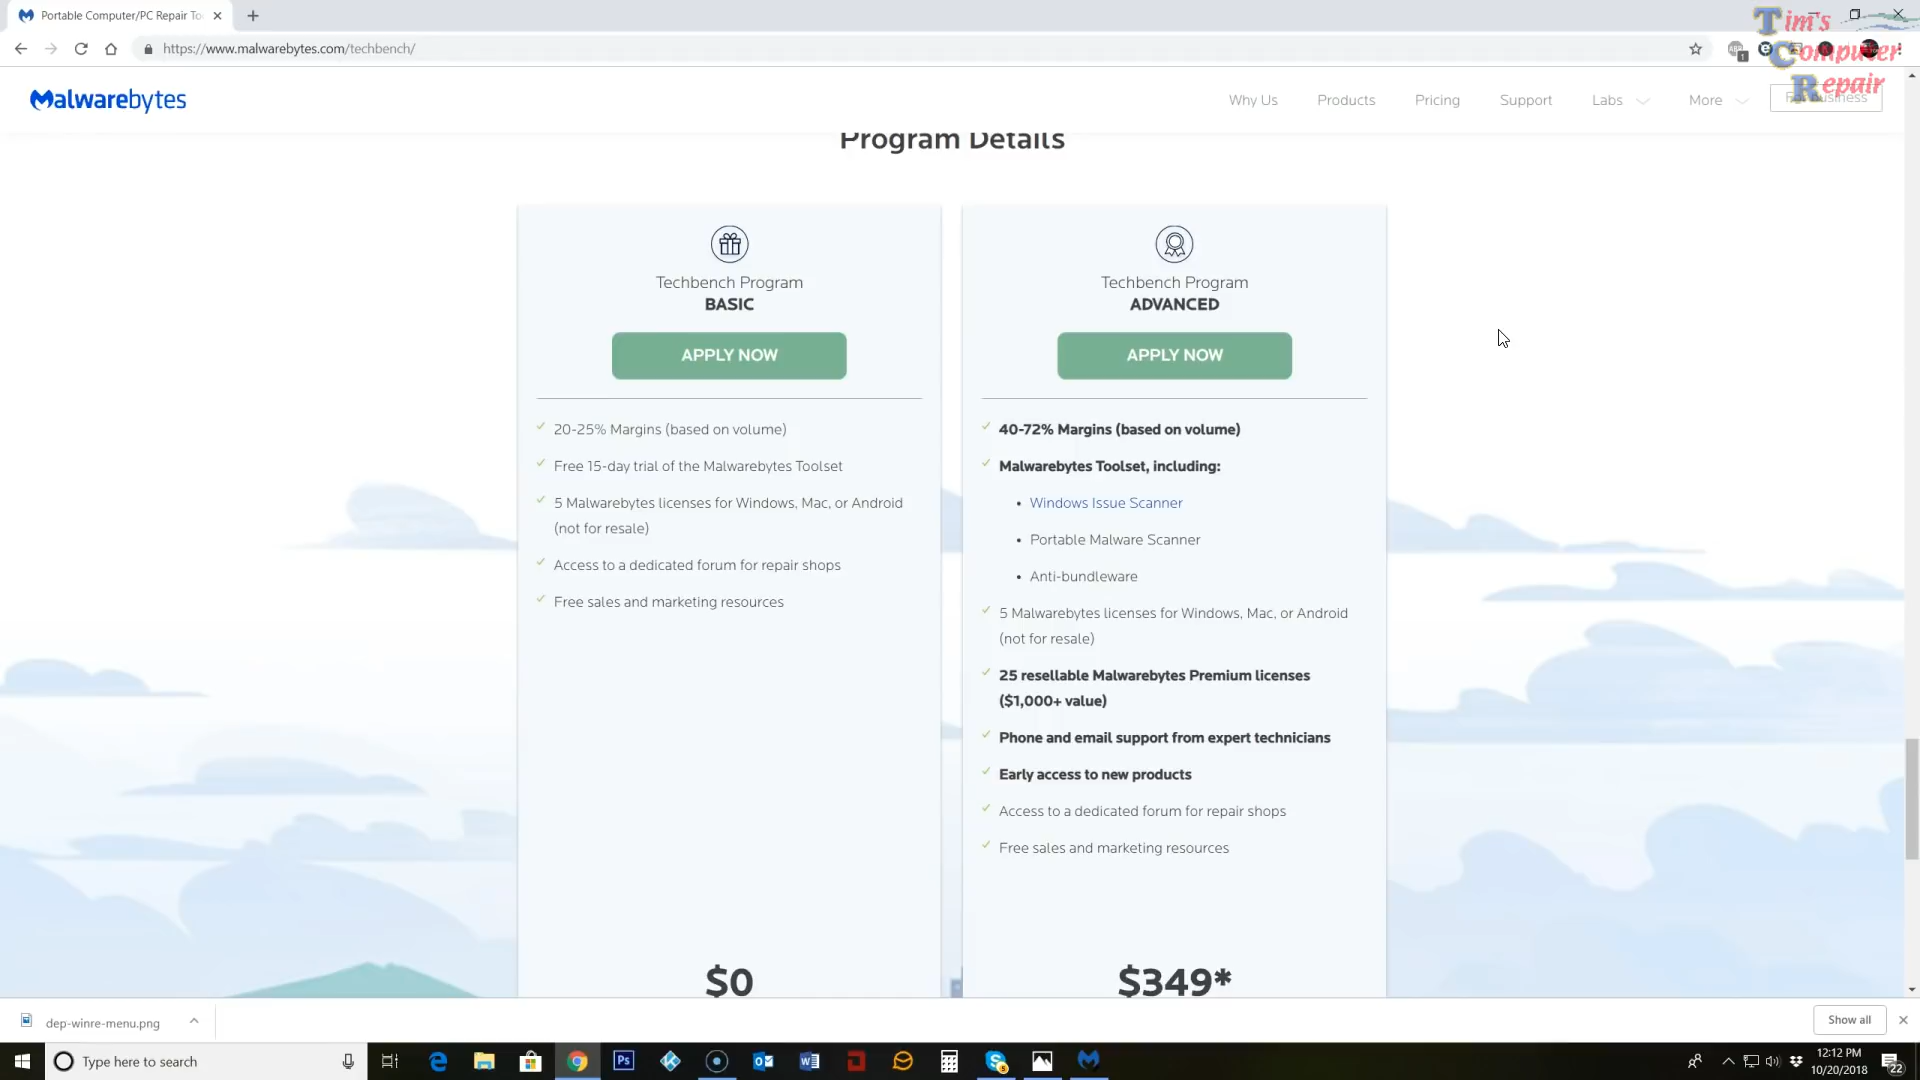 Portable Computer/PC Repair To
https://www.malwarebytes.com/techbench/
Tim's
Computer
Repair
Malwarebytes
Why Us
Products
Pricing
Support
Labs
More
Program Details
Techbench Program
BASIC
APPLY NOW
20-25% Margins (based on volume)
Free 15-day trial of the Malwarebytes Toolset
5 Malwarebytes licenses for Windows, Mac, or Android
(not for resale)
Access to a dedicated forum for repair shops
Free sales and marketing resources
$0
Techbench Program
ADVANCED
APPLY NOW
40-72% Margins (based on volume)
Malwarebytes Toolset, including:
• Windows Issue Scanner
• Portable Malware Scanner
• Anti-bundleware
5 Malwarebytes licenses for Windows, Mac, or Android
(not for resale)
25 resellable Malwarebytes Premium licenses
($1,000+ value)
Phone and email support from expert technicians
Early access to new products
Access to a dedicated forum for repair shops
Free sales and marketing resources
$349*
dep-winre-menu.png
Show all
Type here to search
Ps
12:12 PM
10/20/2018
22